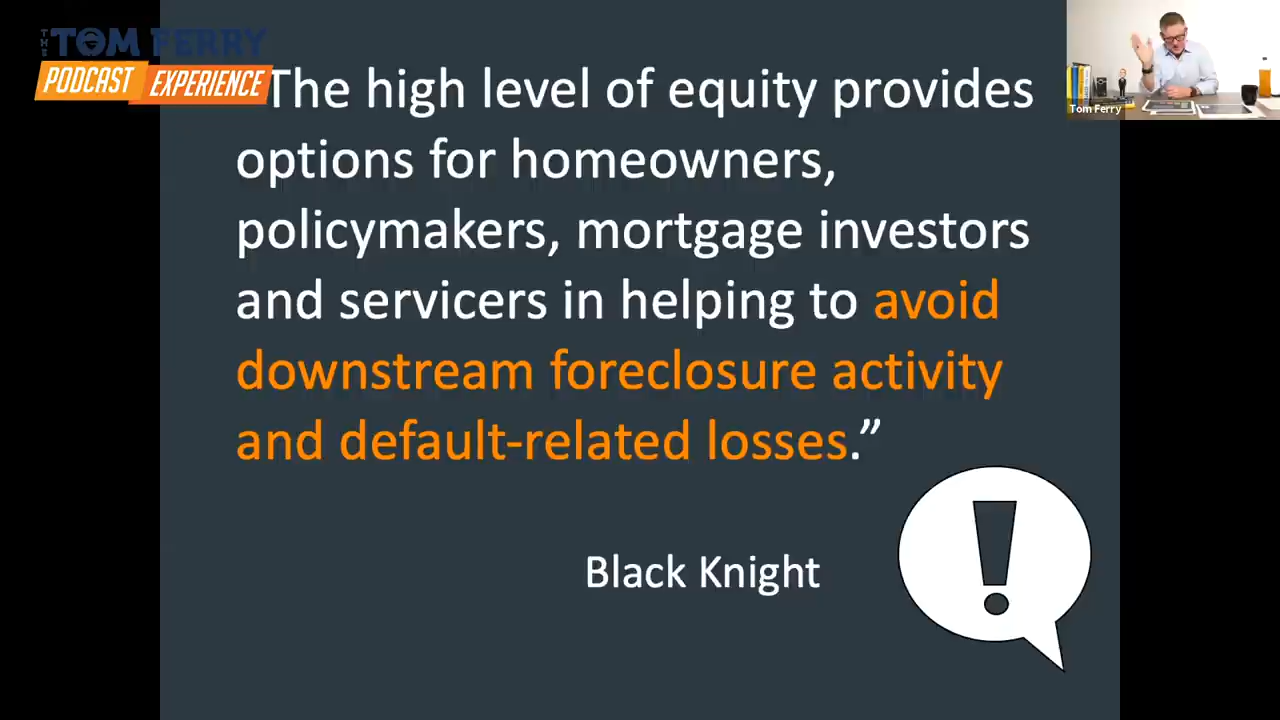 THE TOM FERRY
PODCAST EXPERIENCE
The high level of equity provides
options for homeowners,
policymakers, mortgage investors
and servicers in helping to avoid
downstream foreclosure activity
and default-related losses.”
Black Knight
!
Tom Ferry